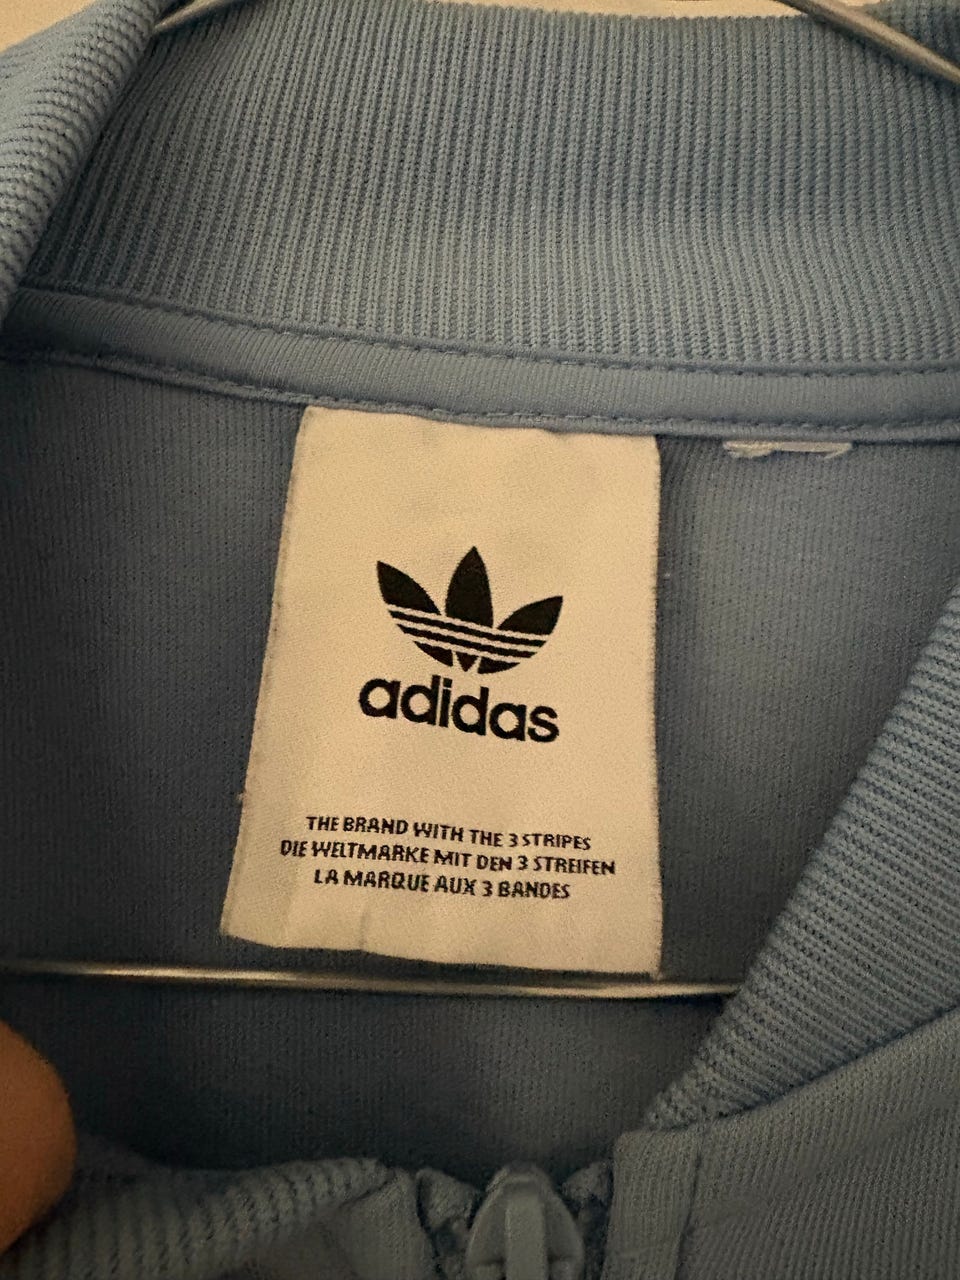 adidas
THE BRAND WITH THE 3 STRIPES
DIE WELTMARKE MIT DEN 3 STREIFEN
LA MARQUE AUX 3 BANDES